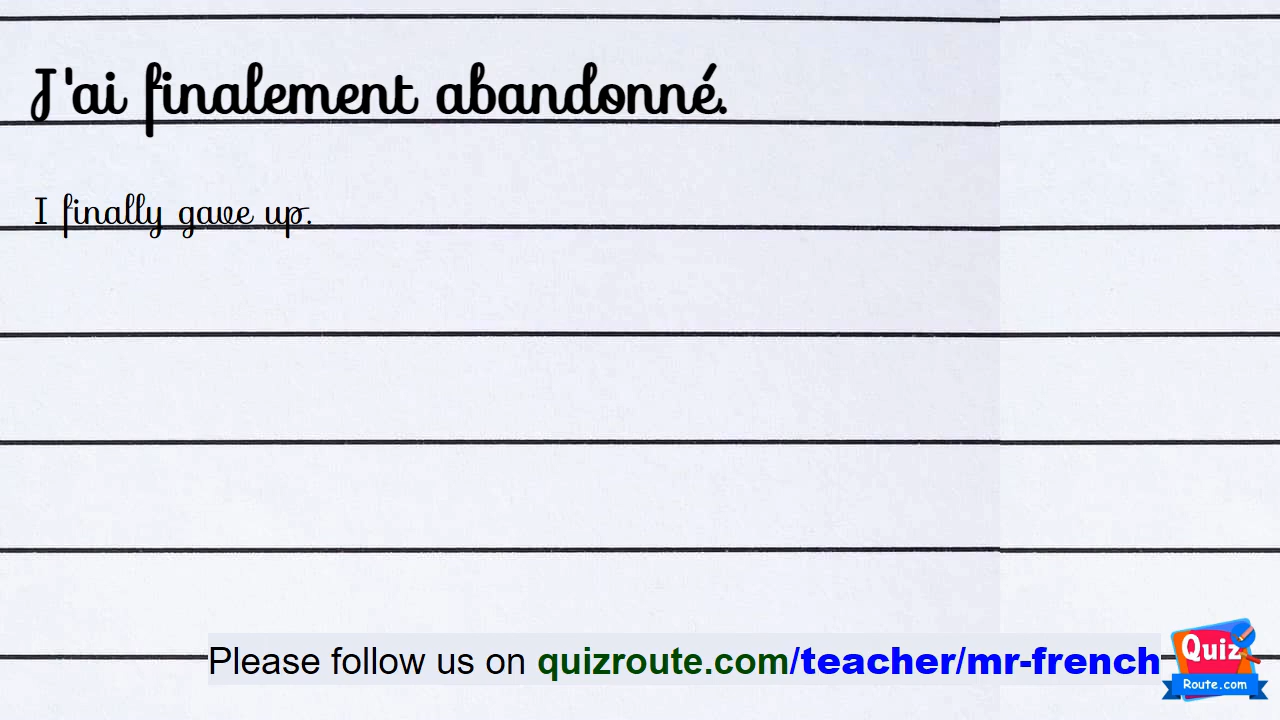 J'ai finalement abandonné.
I finally gave up.
Please follow us on quizroute.com/teacher/mr-french
Quiz
Route.com